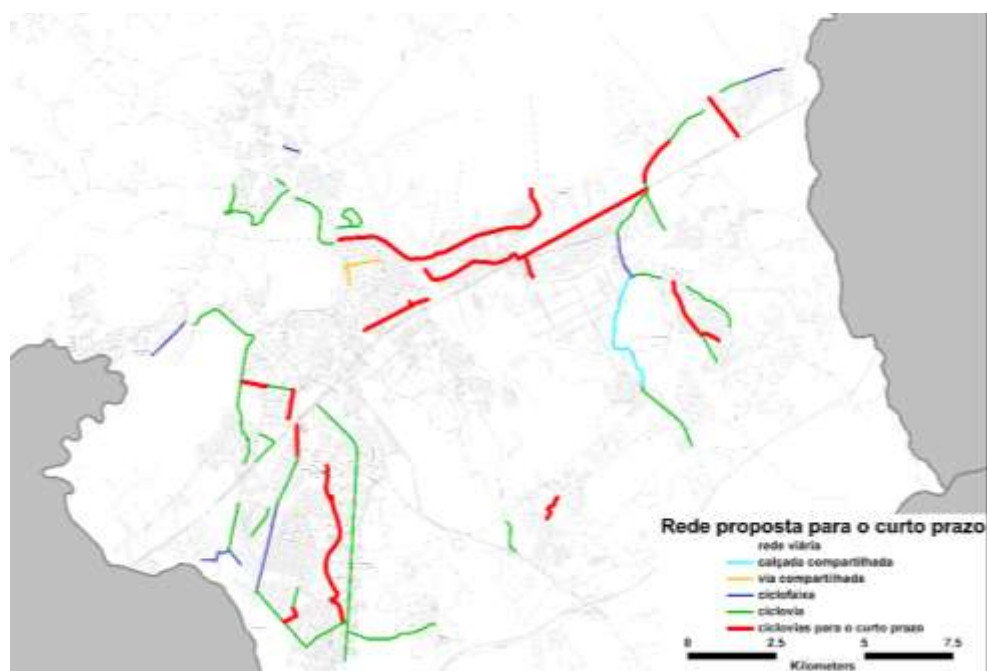 Rede proposta para o curto prazo
rede viária
calçada compartilhada
via compartilhada
ciclofaixa
ciclovia
ciclovias para o curto prazo
0 2.5 5 7.5
Kilometers